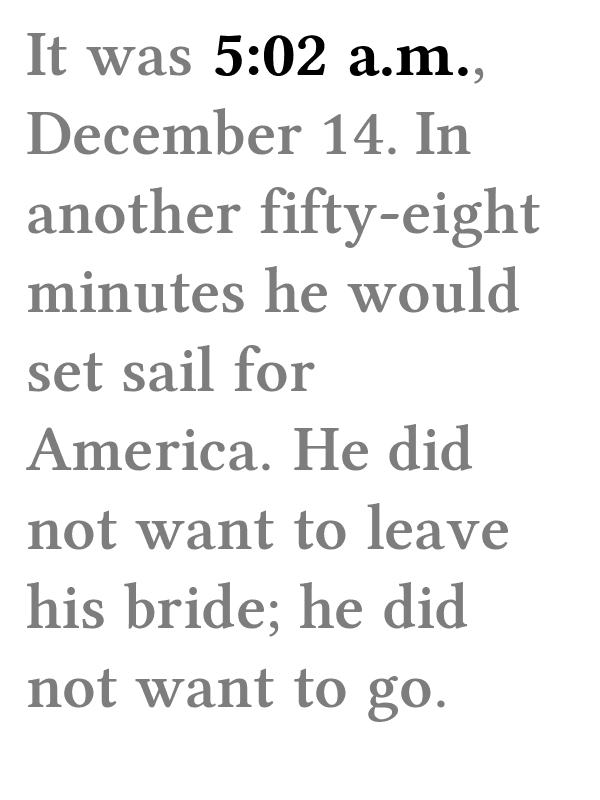 It was 5:02 a.m.,
December 14. In
another fifty-eight
minutes he would
set sail for
America. He did
not want to leave
his bride; he did
not want to go.